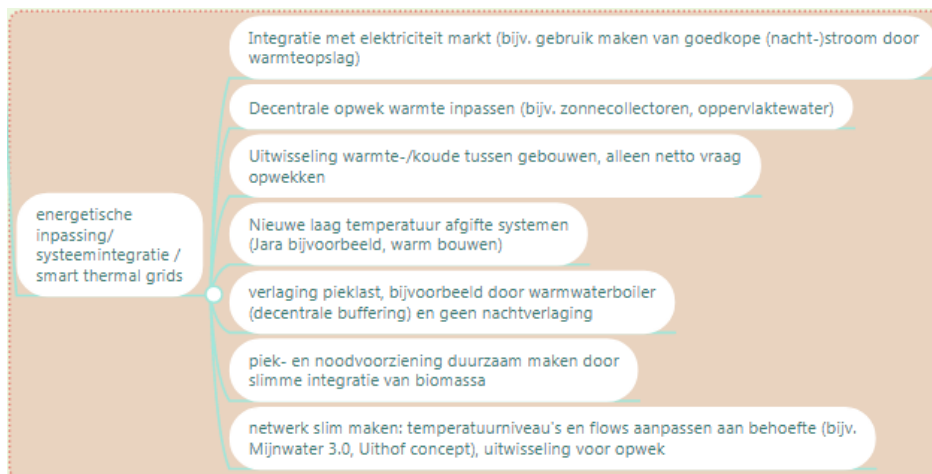 Integratie met elektriciteit markt (bijv. gebruik maken van goedkope (nacht-)stroom door
warmteopslag)
Decentrale opwek warmte inpassen (bijv. zonnecollectoren, oppervlaktewater)
Uitwisseling warmte-/koude tussen gebouwen, alleen netto vraag
opwekken
energetische
inpassing/
systeemintegratie /
smart thermal grids
Nieuwe laag temperatuur afgifte systemen
(Jara bijvoorbeeld, warm bouwen)
verlaging pieklast, bijvoorbeeld door warmwaterboiler
(decentrale buffering) en geen nachtverlaging
piek- en noodvoorziening duurzaam maken door
slimme integratie van biomassa
netwerk slim maken: temperatuurniveau's en flows aanpassen aan behoefte (bijv.
Mijnwater 3.0, Uithof concept), uitwisseling voor opwek